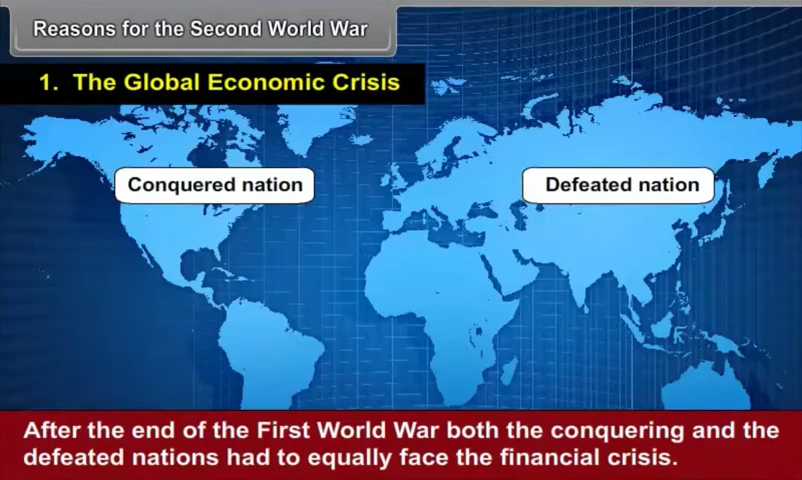 Reasons for the Second World War
1. The Global Economic Crisis
Conquered nation
Defeated nation
After the end of the First World War both the conquering and the
defeated nations had to equally face the financial crisis.